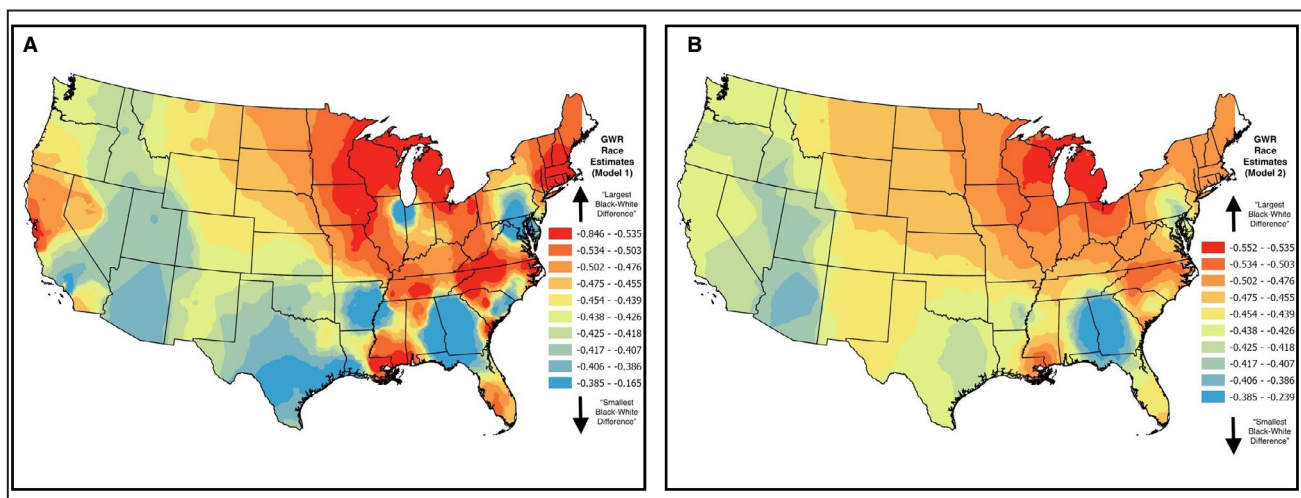 A
GWR
Race
Estimates
(Model 1)
"Largest
Black-White
Difference"
-0.846 - -0.535
-0.534 - -0.503
-0.502 - -0.476
-0.475 - -0.455
-0.454 - -0.439
-0.438 - -0.426
-0.425 - -0.418
-0.417 - -0.407
-0.406 - -0.386
-0.385 - -0.165
"Smallest
Black-White
Difference"
B
GWR
Race
Estimates
(Model 2)
"Largest
Black-White
Difference"
-0.552 - -0.535
-0.534 - -0.503
-0.502 - -0.476
-0.475 - -0.455
-0.454 - -0.439
-0.438 - -0.426
-0.425 - -0.418
-0.417 - -0.407
-0.406 - -0.386
-0.385 - -0.239
"Smallest
Black-White
Difference"